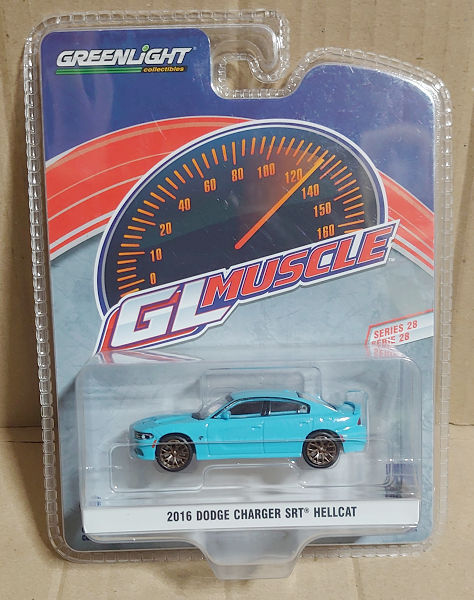 GREENLIGHT
collectibles
0
10
20
40
60
80
100
120
140
150
160
GL MUSCLE
SERIES 28
SERIE 28
2016 DODGE CHARGER SRT® HELLCAT